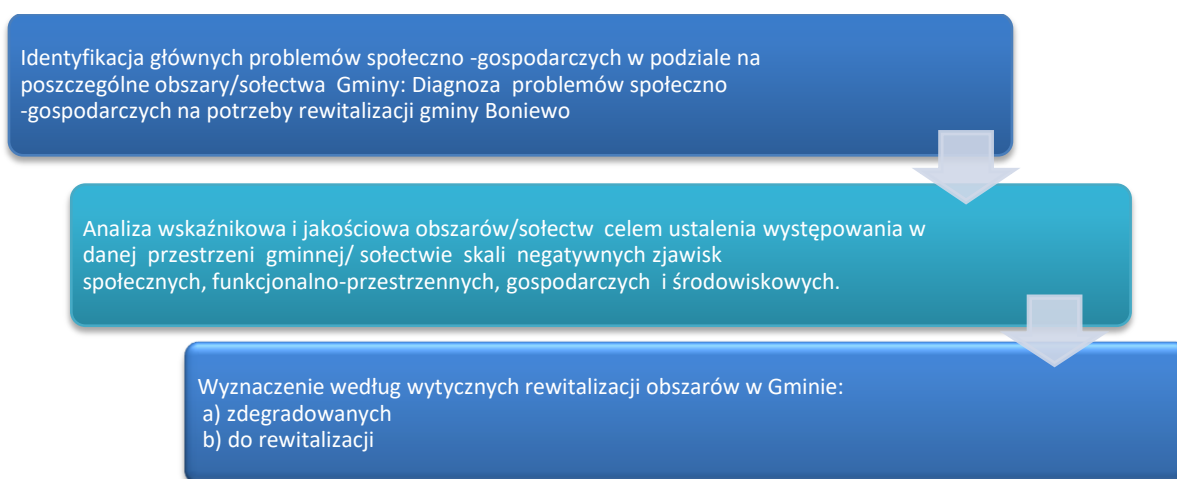 Identyfikacja głównych problemów społeczno -gospodarczych w podziale na
poszczególne obszary/sołectwa Gminy: Diagnoza problemów społeczno
-gospodarczych na potrzeby rewitalizacji gminy Boniewo
Analiza wskaźnikowa i jakościowa obszarów/sołectw celem ustalenia występowania w
danej przestrzeni gminnej/ sołectwie skali negatywnych zjawisk
społecznych, funkcjonalno-przestrzennych, gospodarczych i środowiskowych.
Wyznaczenie według wytycznych rewitalizacji obszarów w Gminie:
a) zdegradowanych
b) do rewitalizacji